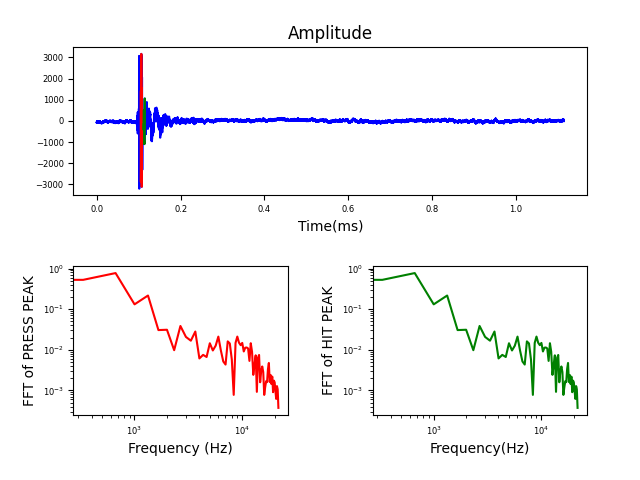 Amplitude
3000
2000
1000
0
−1000
−2000
−3000
0.0 0.2 0.4 0.6 0.8 1.0
Time(ms)
FFT of PRESS PEAK
10⁰
10⁻¹
10⁻²
10⁻³
10³ 10⁴
Frequency (Hz)
FFT of HIT PEAK
10⁰
10⁻¹
10⁻²
10⁻³
10³ 10⁴
Frequency(Hz)